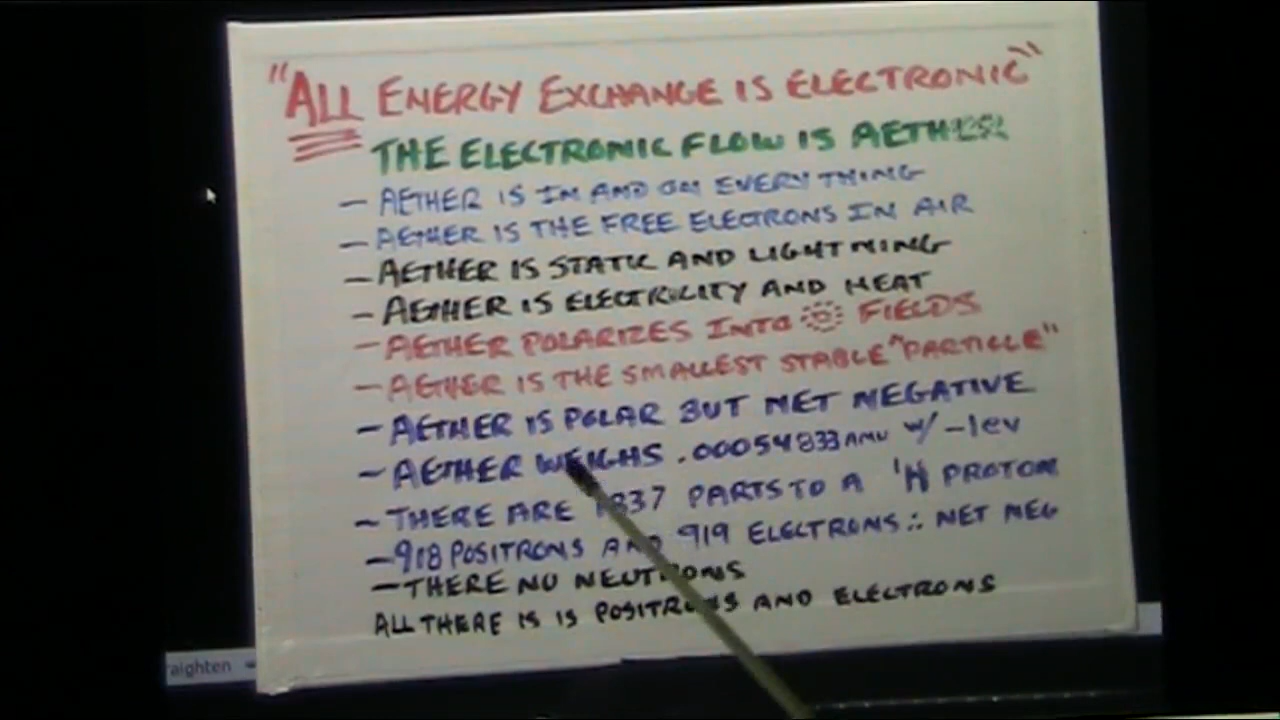 "ALL ENERGY EXCHANGE IS ELECTRONIC"
THE ELECTRONIC FLOW IS AETHER
- AETHER IS IN AND ON EVERYTHING
- AETHER IS THE FREE ELECTRONS IN AIR
- AETHER IS STATIC AND LIGHTNING
- AETHER IS ELECTRICITY AND HEAT
- AETHER POLARIZES INTO FIELDS
- AETHER IS THE SMALLEST STABLE "PARTICLE"
- AETHER IS POLAR BUT NET NEGATIVE
- AETHER WEIGHS .00054833 AMU W/ -1eV
- THERE ARE 1837 PARTS TO A ¹H PROTON
- 918 POSITRONS AND 919 ELECTRONS ∴ NET NEG
- THERE NO NEUTRONS
ALL THERE IS IS POSITRONS AND ELECTRONS
raighten